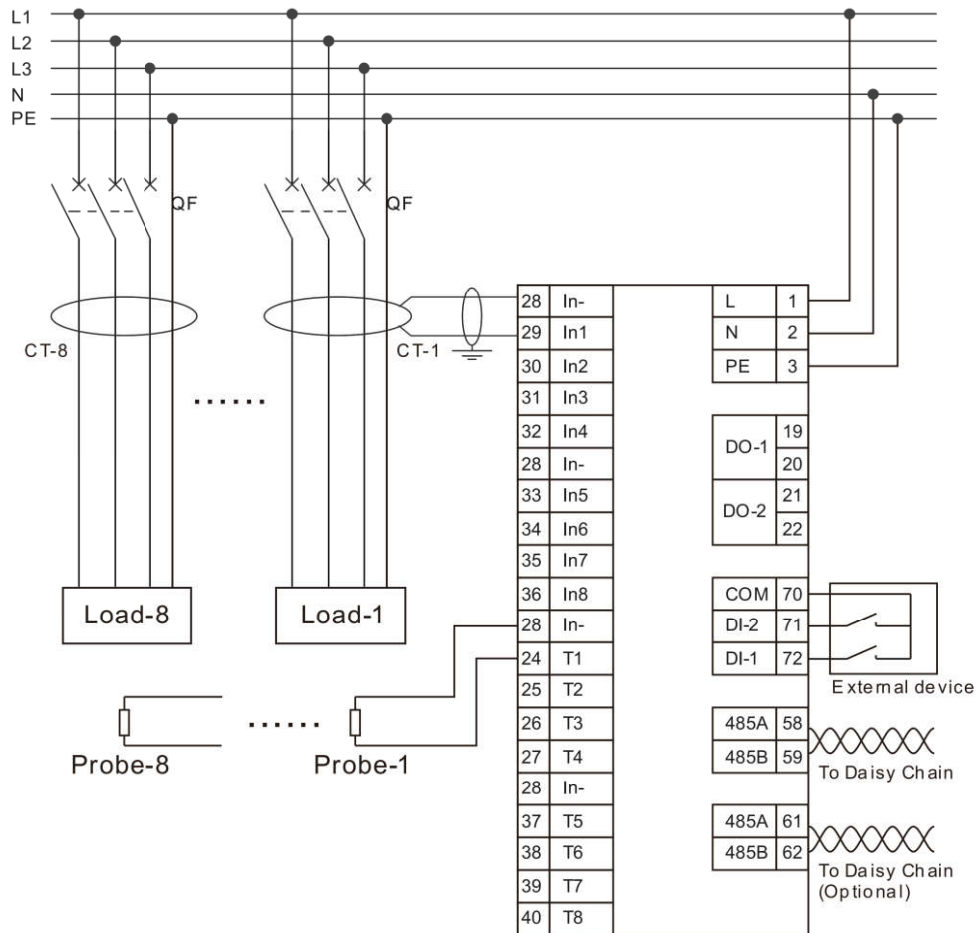 L1
L2
L3
N
PE
QF QF
CT-8 CT-1
......
Load-8 Load-1
Probe-8 ...... Probe-1
28 In-
29 In1
30 In2
31 In3
32 In4
28 In-
33 In5
34 In6
35 In7
36 In8
28 In-
24 T1
25 T2
26 T3
27 T4
28 In-
37 T5
38 T6
39 T7
40 T8
L 1
N 2
PE 3
DO-1 19
20
DO-2 21
22
COM 70
DI-2 71
DI-1 72
External device
485A 58
485B 59
To Daisy Chain
485A 61
485B 62
To Daisy Chain
(Optional)